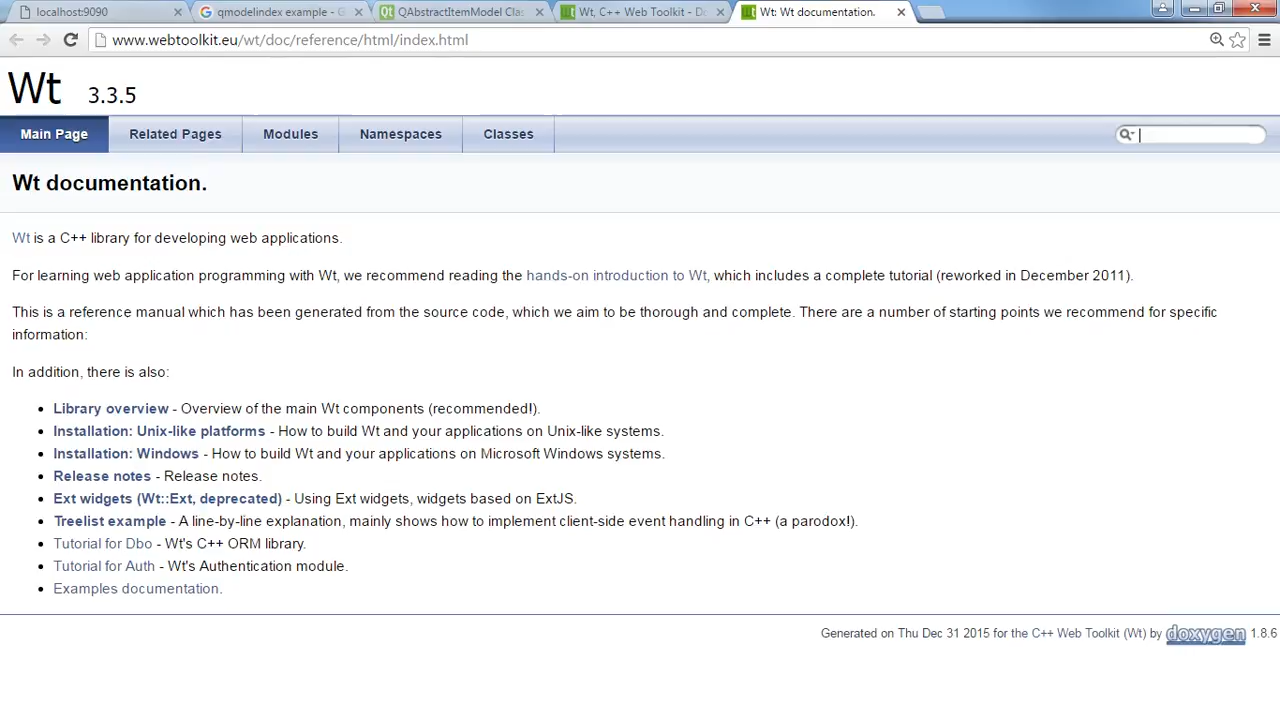 localhost:9090 qmodelindex example - G QAbstractItemModel Clas Wt, C++ Web Toolkit - Do Wt: Wt documentation.
www.webtoolkit.eu/wt/doc/reference/html/index.html
Wt 3.3.5
Main Page Related Pages Modules Namespaces Classes
Wt documentation.
Wt is a C++ library for developing web applications.
For learning web application programming with Wt, we recommend reading the hands-on introduction to Wt, which includes a complete tutorial (reworked in December 2011).
This is a reference manual which has been generated from the source code, which we aim to be thorough and complete. There are a number of starting points we recommend for specific
information:
In addition, there is also:
Library overview - Overview of the main Wt components (recommended!).
Installation: Unix-like platforms - How to build Wt and your applications on Unix-like systems.
Installation: Windows - How to build Wt and your applications on Microsoft Windows systems.
Release notes - Release notes.
Ext widgets (Wt::Ext, deprecated) - Using Ext widgets, widgets based on ExtJS.
Treelist example - A line-by-line explanation, mainly shows how to implement client-side event handling in C++ (a parodox!).
Tutorial for Dbo - Wt's C++ ORM library.
Tutorial for Auth - Wt's Authentication module.
Examples documentation.
Generated on Thu Dec 31 2015 for the C++ Web Toolkit (Wt) by doxygen 1.8.6